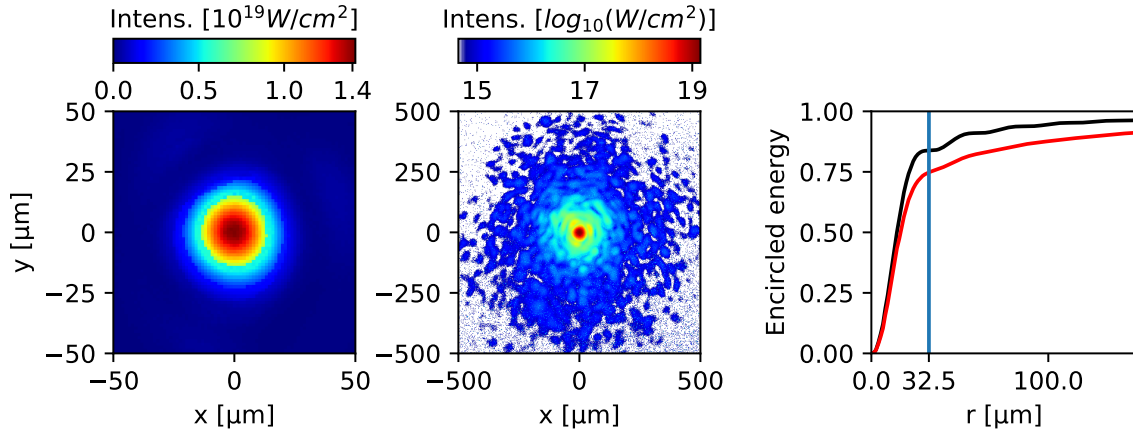 Intens. [10^19 W/cm^2]
0.0 0.5 1.0 1.4
50
25
0
−25
−50
−50 0 50
x [µm]
y [µm]
Intens. [log_10(W/cm^2)]
15 17 19
500
250
0
−250
−500
−500 0 500
x [µm]
1.00
0.75
0.50
0.25
0.00
0.0 32.5 100.0
r [µm]
Encircled energy